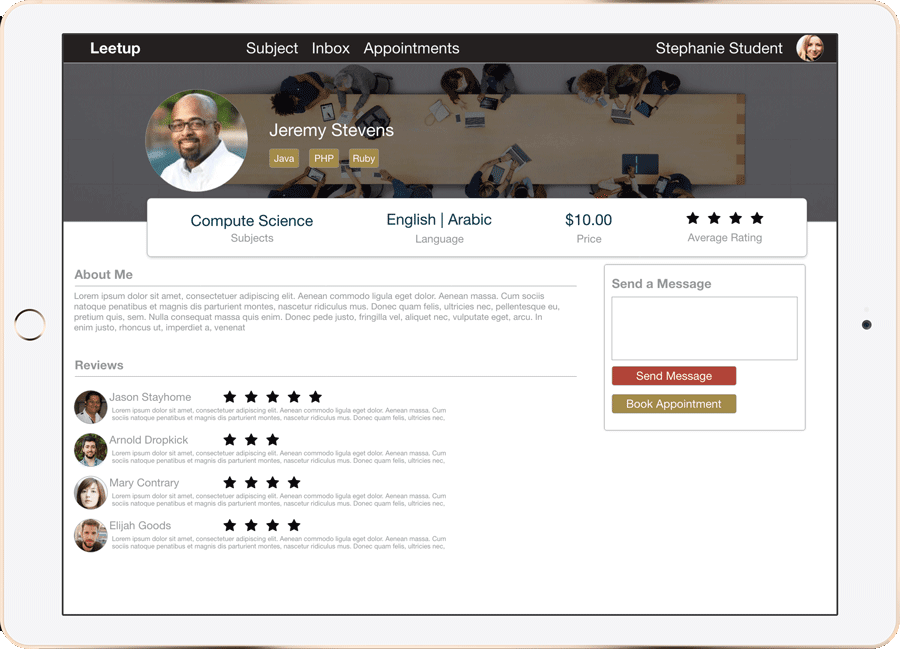 Leetup Subject Inbox Appointments Stephanie Student
Jeremy Stevens
Java PHP Ruby
Compute Science English | Arabic $10.00
Subjects Language Price Average Rating
About Me
Lorem ipsum dolor sit amet, consectetuer adipiscing elit. Aenean commodo ligula eget dolor. Aenean massa. Cum sociis
natoque penatibus et magnis dis parturient montes, nascetur ridiculus mus. Donec quam felis, ultricies nec, pellentesque eu,
pretium quis, sem. Nulla consequat massa quis enim. Donec pede justo, fringilla vel, aliquet nec, vulputate eget, arcu. In
enim justo, rhoncus ut, imperdiet a, venenat
Send a Message
Send Message
Book Appointment
Reviews
Jason Stayhome
Lorem ipsum dolor sit amet, consectetuer adipiscing elit. Aenean commodo ligula eget dolor. Aenean massa. Cum
sociis natoque penatibus et magnis dis parturient montes, nascetur ridiculus mus. Donec quam felis, ultricies nec,
Arnold Dropkick
Lorem ipsum dolor sit amet, consectetuer adipiscing elit. Aenean commodo ligula eget dolor. Aenean massa. Cum
sociis natoque penatibus et magnis dis parturient montes, nascetur ridiculus mus. Donec quam felis, ultricies nec,
Mary Contrary
Lorem ipsum dolor sit amet, consectetuer adipiscing elit. Aenean commodo ligula eget dolor. Aenean massa. Cum
sociis natoque penatibus et magnis dis parturient montes, nascetur ridiculus mus. Donec quam felis, ultricies nec,
Elijah Goods
Lorem ipsum dolor sit amet, consectetuer adipiscing elit. Aenean commodo ligula eget dolor. Aenean massa. Cum
sociis natoque penatibus et magnis dis parturient montes, nascetur ridiculus mus. Donec quam felis, ultricies nec,